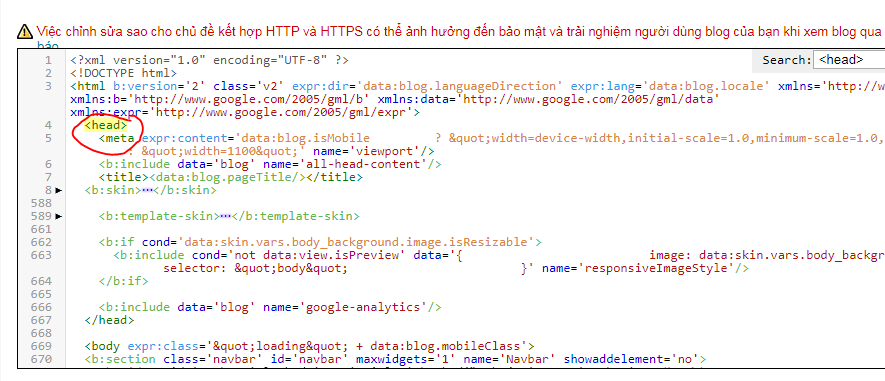 Việc chỉnh sửa sao cho chủ đề kết hợp HTTP và HTTPS có thể ảnh hưởng đến bảo mật và trải nghiệm người dùng blog của bạn khi xem blog qua
báo
Search: <head>
1 <?xml version="1.0" encoding="UTF-8" ?>
2 <!DOCTYPE html>
3 <html b:version='2' class='v2' expr:dir='data:blog.languageDirection' expr:lang='data:blog.locale' xmlns='http://w
xmlns:b='http://www.google.com/2005/gml/b' xmlns:data='http://www.google.com/2005/gml/data'
xmlns:expr='http://www.google.com/2005/gml/expr'>
4 <head>
5 <meta expr:content='data:blog.isMobile ? &quot;width=device-width,initial-scale=1.0,minimum-scale=1.0,
: &quot;width=1100&quot;' name='viewport'/>
6 <b:include data='blog' name='all-head-content'/>
7 <title><data:blog.pageTitle/></title>
8 <b:skin>⋯</b:skin>
588
589 <b:template-skin>⋯</b:template-skin>
661
662 <b:if cond='data:skin.vars.body_background.image.isResizable'>
663 <b:include cond='not data:view.isPreview' data='{ image: data:skin.vars.body_backgr
selector: &quot;body&quot; }' name='responsiveImageStyle'/>
664 </b:if>
665
666 <b:include data='blog' name='google-analytics'/>
667 </head>
668
669 <body expr:class='&quot;loading&quot; + data:blog.mobileClass'>
670 <b:section class='navbar' id='navbar' maxwidgets='1' name='Navbar' showaddelement='no'>